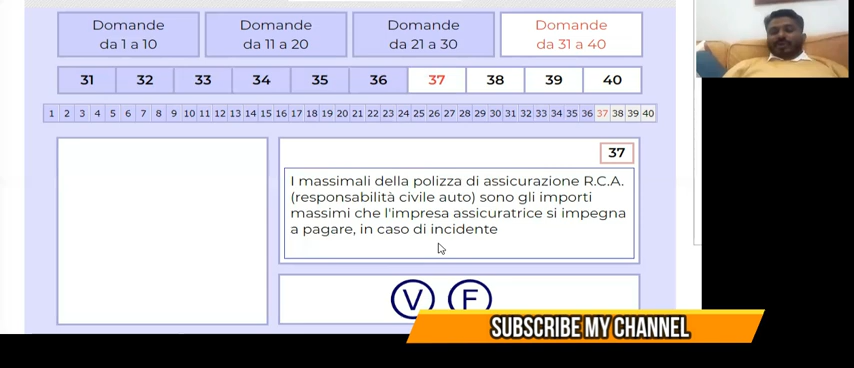 Domande
da 1 a 10
Domande
da 11 a 20
Domande
da 21 a 30
Domande
da 31 a 40
31 32 33 34 35 36 37 38 39 40
1 2 3 4 5 6 7 8 9 10 11 12 13 14 15 16 17 18 19 20 21 22 23 24 25 26 27 28 29 30 31 32 33 34 35 36 37 38 39 40
37
I massimali della polizza di assicurazione R.C.A.
(responsabilità civile auto) sono gli importi
massimi che l'impresa assicuratrice si impegna
a pagare, in caso di incidente
V F
SUBSCRIBE MY CHANNEL